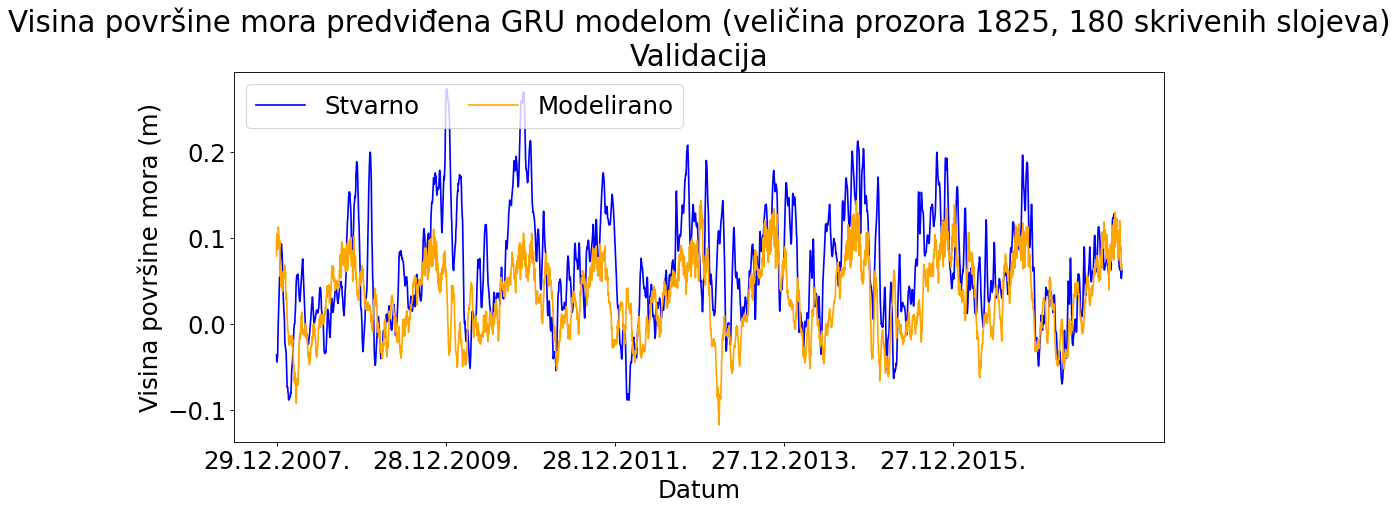 Visina površine mora predviđena GRU modelom (veličina prozora 1825, 180 skrivenih slojeva)
Validacija
Stvarno Modelirano
Visina površine mora (m)
0.2
0.1
0.0
−0.1
29.12.2007. 28.12.2009. 28.12.2011. 27.12.2013. 27.12.2015.
Datum